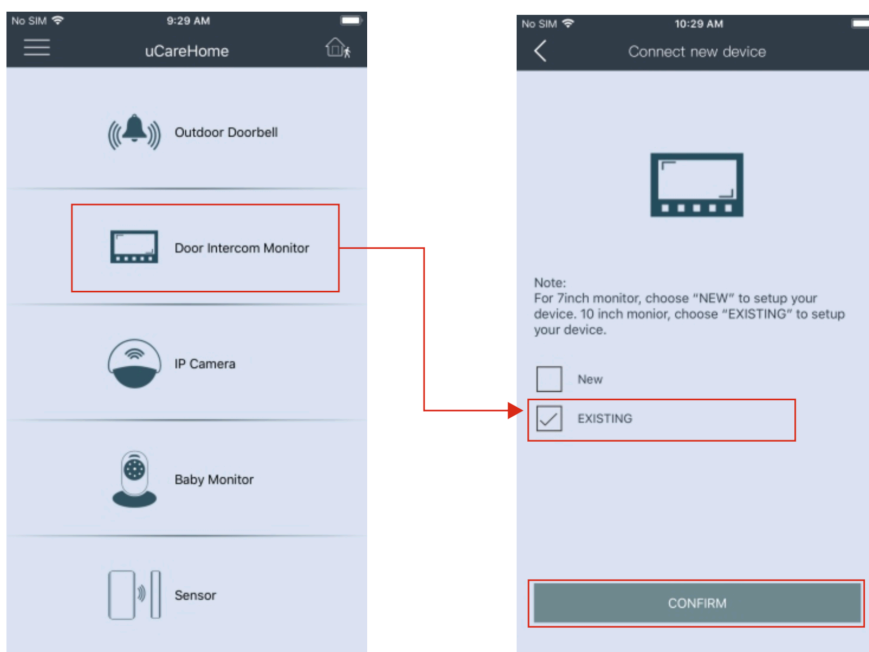 No SIM 9:29 AM
uCareHome
Outdoor Doorbell
Door Intercom Monitor
IP Camera
Baby Monitor
Sensor
No SIM 10:29 AM
Connect new device
Note:
For 7inch monitor, choose “NEW” to setup your
device. 10 inch monior, choose “EXISTING” to setup
your device.
New
EXISTING
CONFIRM